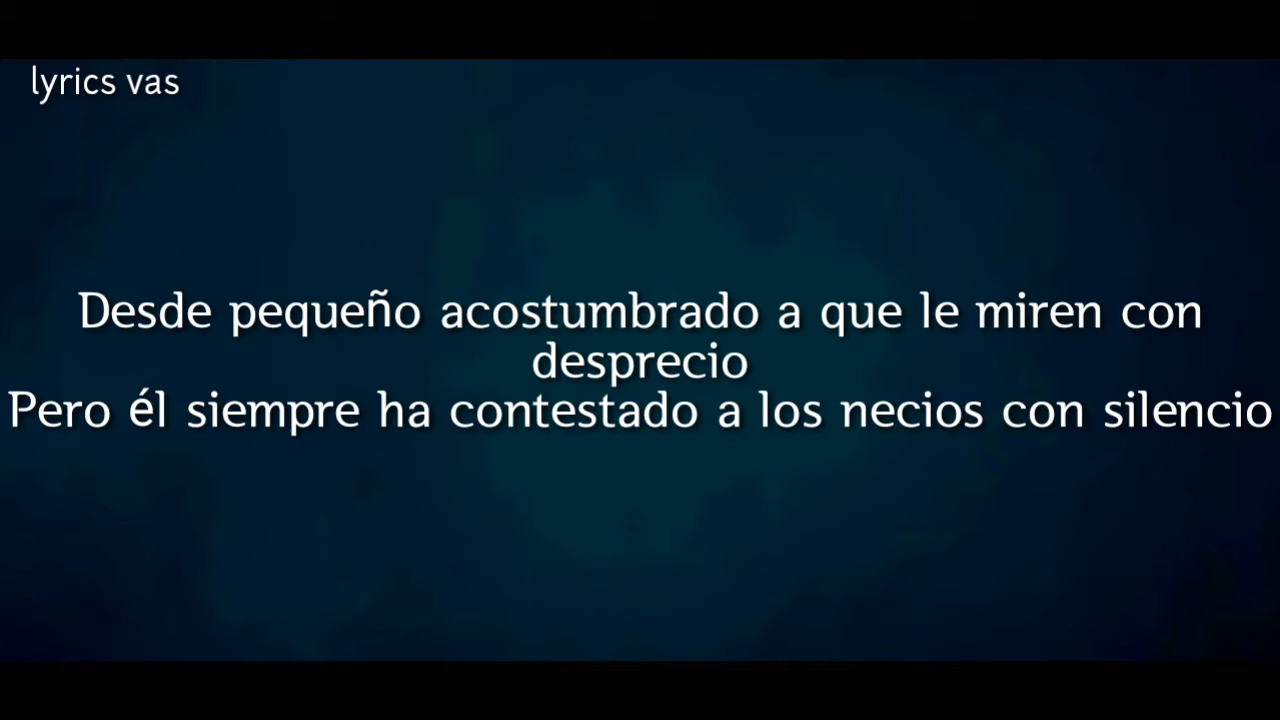 lyrics vas
Desde pequeño acostumbrado a que le miren con
desprecio
Pero él siempre ha contestado a los necios con silencio